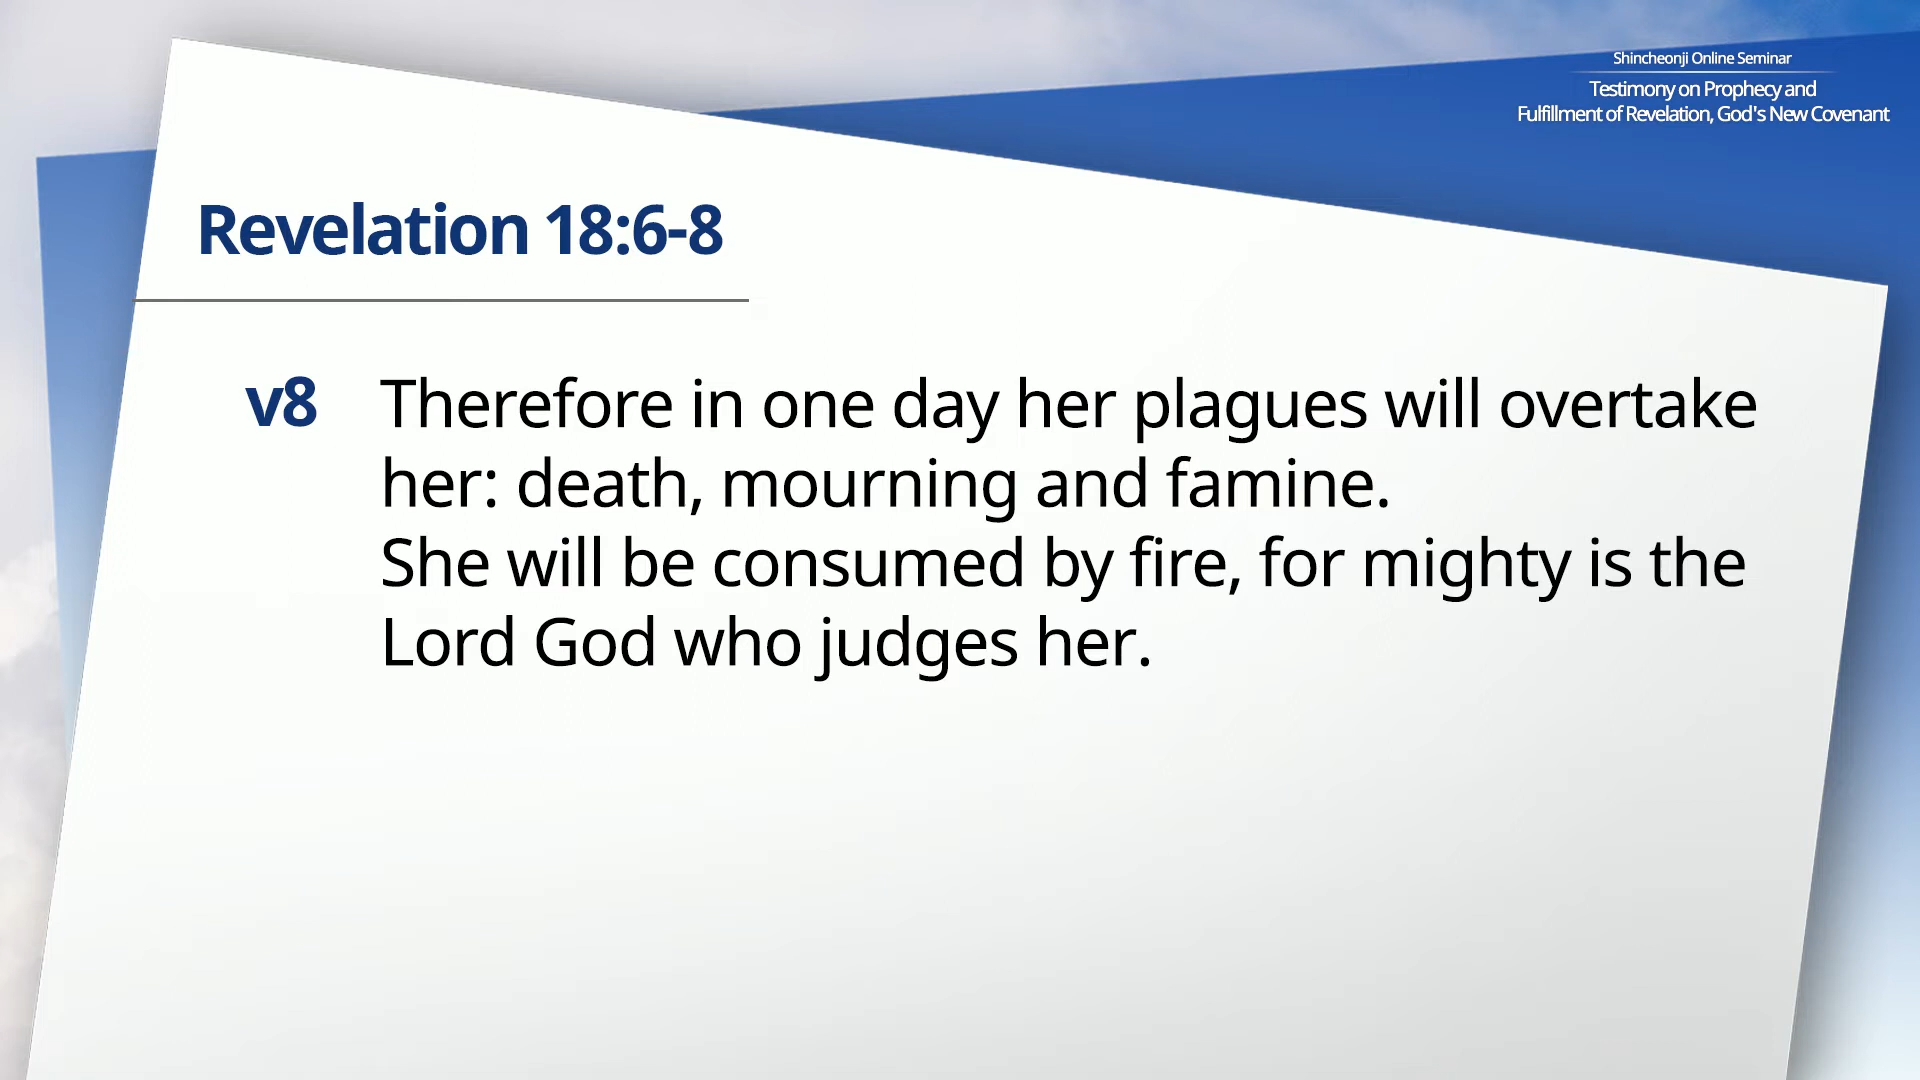 Shincheonji Online Seminar
Testimony on Prophecy and
Fulfillment of Revelation, God's New Covenant
Revelation 18:6-8
v8 Therefore in one day her plagues will overtake
her: death, mourning and famine.
She will be consumed by fire, for mighty is the
Lord God who judges her.